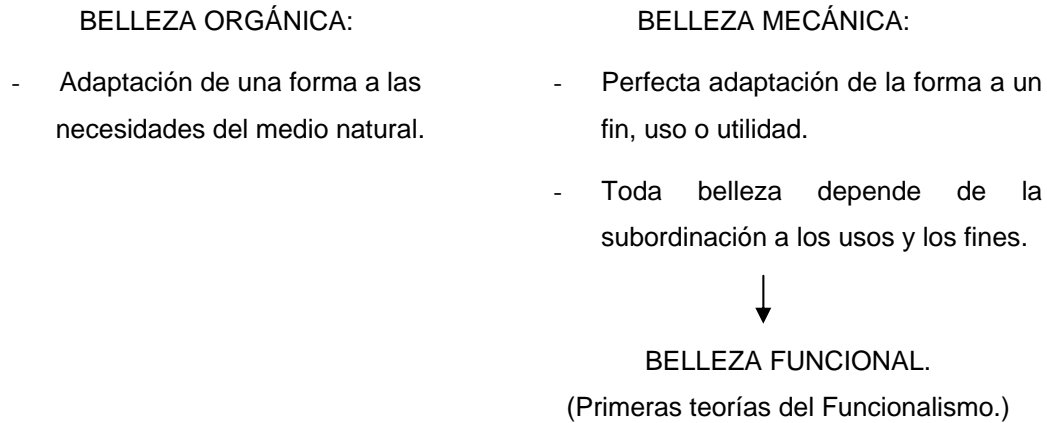 BELLEZA ORGÁNICA:
- Adaptación de una forma a las
necesidades del medio natural.
BELLEZA MECÁNICA:
- Perfecta adaptación de la forma a un
fin, uso o utilidad.
- Toda belleza depende de la
subordinación a los usos y los fines.
BELLEZA FUNCIONAL.
(Primeras teorías del Funcionalismo.)